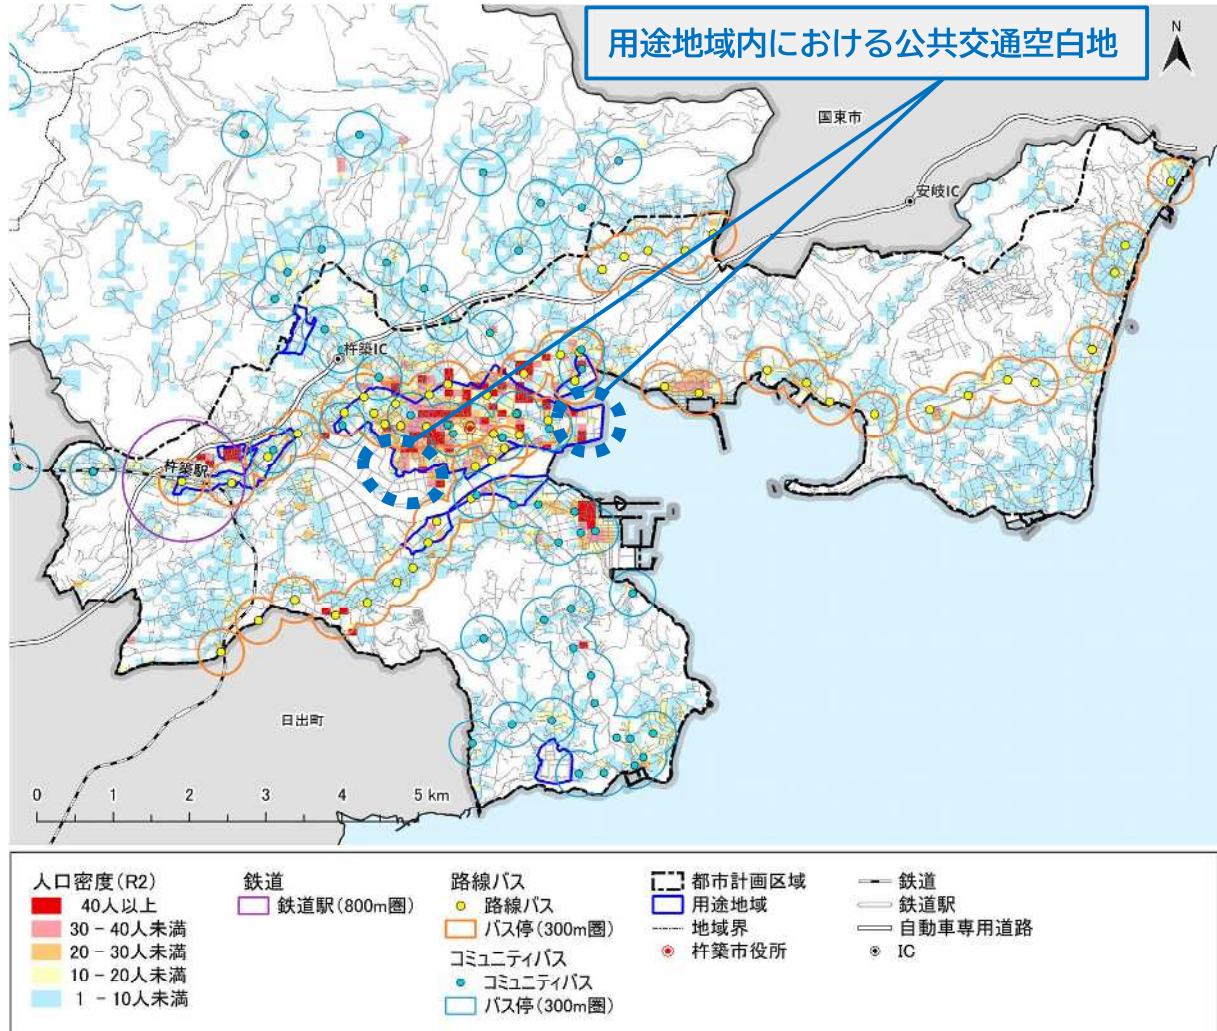 用途地域内における公共交通空白地
N
国東市
安岐IC
杵築IC
杵築駅
日出町
0 1 2 3 4 5 km
人口密度(R2)
40人以上
30 - 40人未満
20 - 30人未満
10 - 20人未満
1 - 10人未満
鉄道
鉄道駅(800m圏)
路線バス
路線バス
バス停(300m圏)
コミュニティバス
コミュニティバス
バス停(300m圏)
都市計画区域
用途地域
地域界
杵築市役所
鉄道
鉄道駅
自動車専用道路
IC